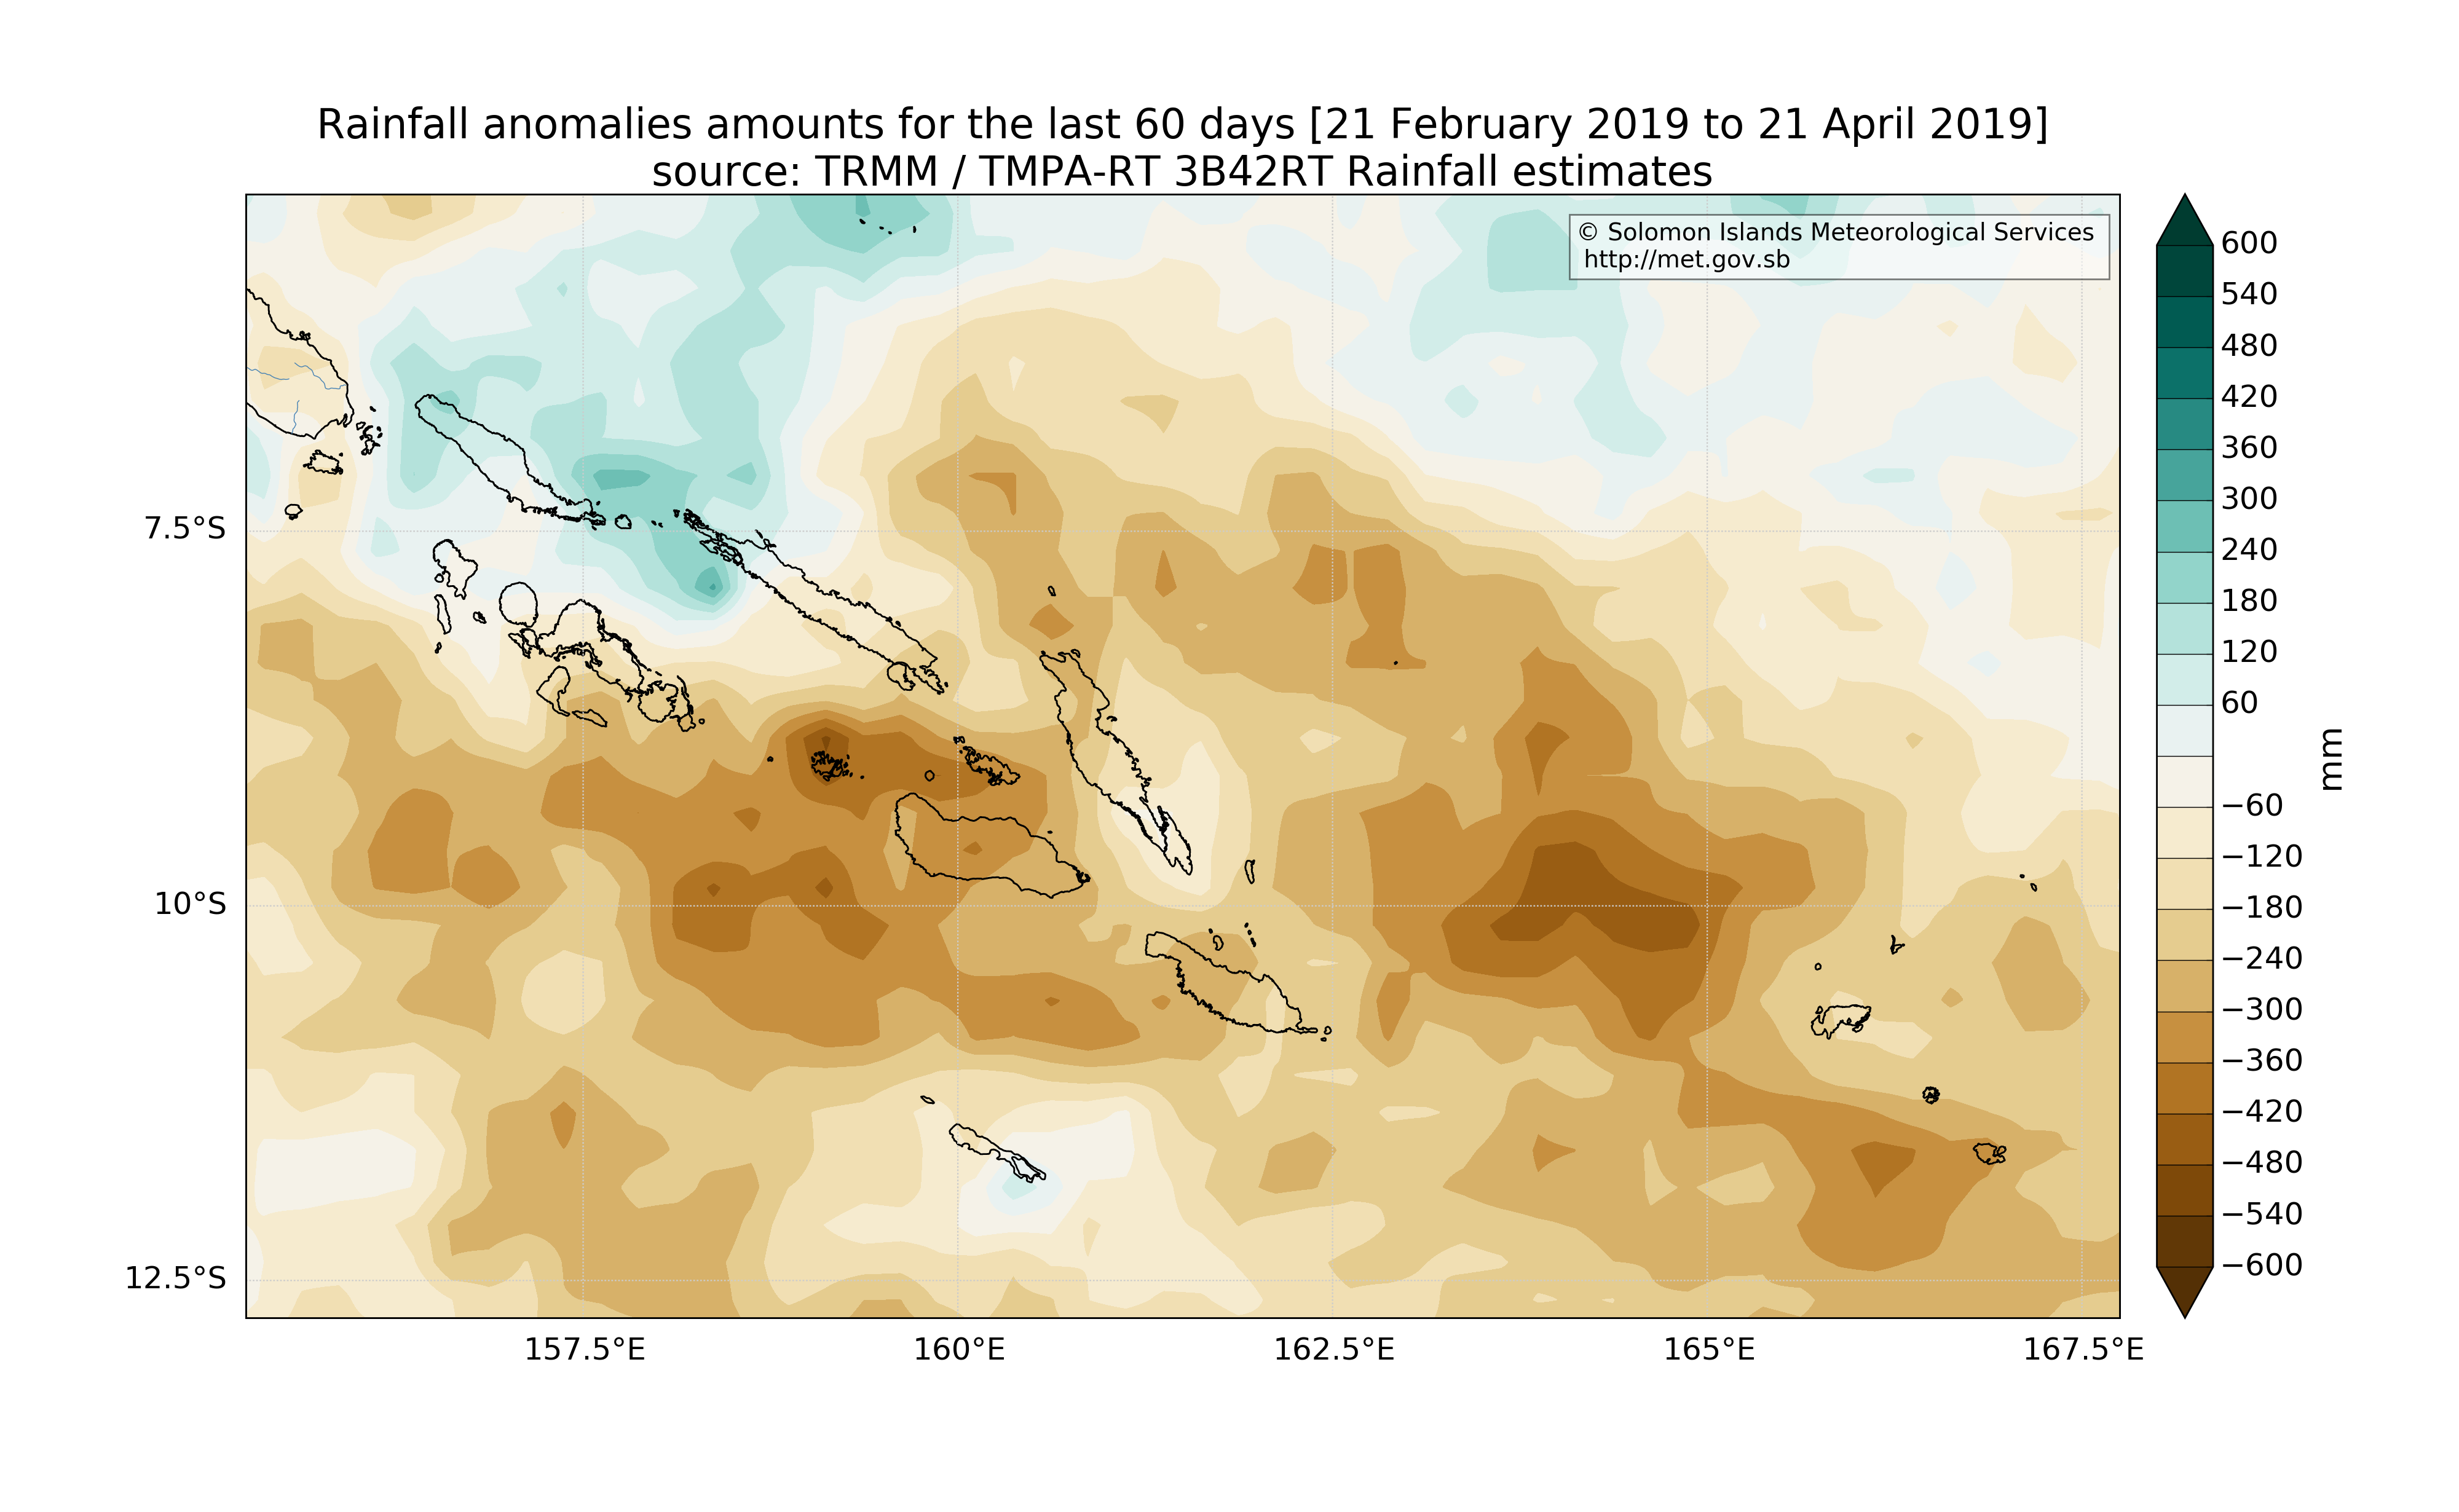 Rainfall anomalies amounts for the last 60 days [21 February 2019 to 21 April 2019]
source: TRMM / TMPA-RT 3B42RT Rainfall estimates
© Solomon Islands Meteorological Services
http://met.gov.sb
7.5°S
10°S
12.5°S
157.5°E
160°E
162.5°E
165°E
167.5°E
600
540
480
420
360
300
240
180
120
60
−60
−120
−180
−240
−300
−360
−420
−480
−540
−600
mm